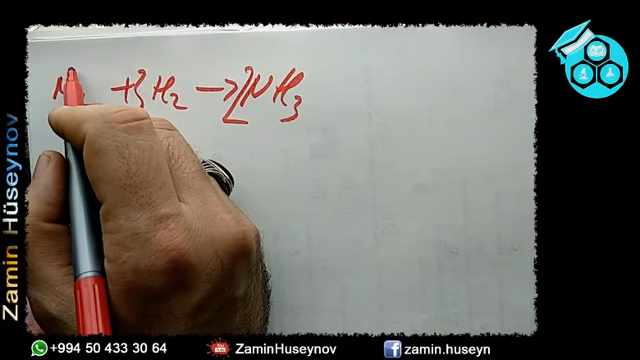 N + 3H₂ → 2NH₃
Zamin Hüseynov
+994 50 433 30 64
ZaminHuseynov
zamin.huseyn